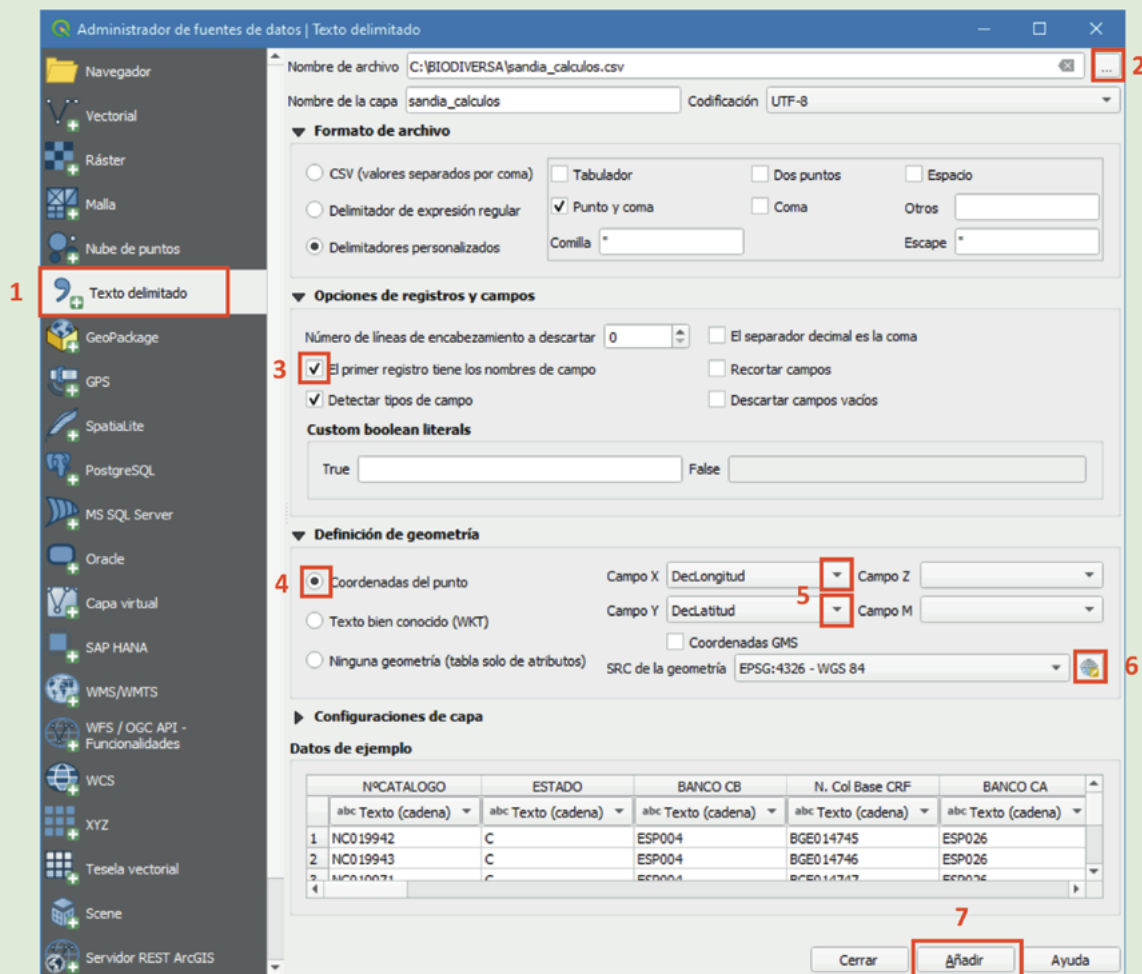 Administrador de fuentes de datos | Texto delimitado
Navegador
Vectorial
Ráster
Malla
Nube de puntos
1 Texto delimitado
GeoPackage
GPS
SpatiaLite
PostgreSQL
MS SQL Server
Oracle
Capa virtual
SAP HANA
WMS/WMTS
WFS / OGC API -
Funcionalidades
WCS
XYZ
Tesela vectorial
Scene
Servidor REST ArcGIS
Nombre de archivo C:\BIODIVERSA\sandia_calculos.csv ... 2
Nombre de la capa sandia_calculos Codificación UTF-8
Formato de archivo
CSV (valores separados por coma) Tabulador Dos puntos Espacio
Delimitador de expresión regular Punto y coma Coma Otros
Delimitadores personalizados Comilla " Escape "
Opciones de registros y campos
Número de líneas de encabezamiento a descartar 0 El separador decimal es la coma
3 El primer registro tiene los nombres de campo Recortar campos
Detectar tipos de campo Descartar campos vacíos
Custom boolean literals
True False
Definición de geometría
4 Coordenadas del punto Campo X DecLongitud Campo Z
5
Texto bien conocido (WKT) Campo Y DecLatitud Campo M
Coordenadas GMS
Ninguna geometría (tabla solo de atributos) SRC de la geometría EPSG:4326 - WGS 84 6
Configuraciones de capa
Datos de ejemplo
NºCATALOGO ESTADO BANCO CB N. Col Base CRF BANCO CA
abc Texto (cadena) abc Texto (cadena) abc Texto (cadena) abc Texto (cadena) abc Texto (cadena)
1 NC019942 C ESP004 BGE014745 ESP026
2 NC019943 C ESP004 BGE014746 ESP026
3 NC019971 C ESP004 BGE014747 ESP026
7
Cerrar Añadir Ayuda